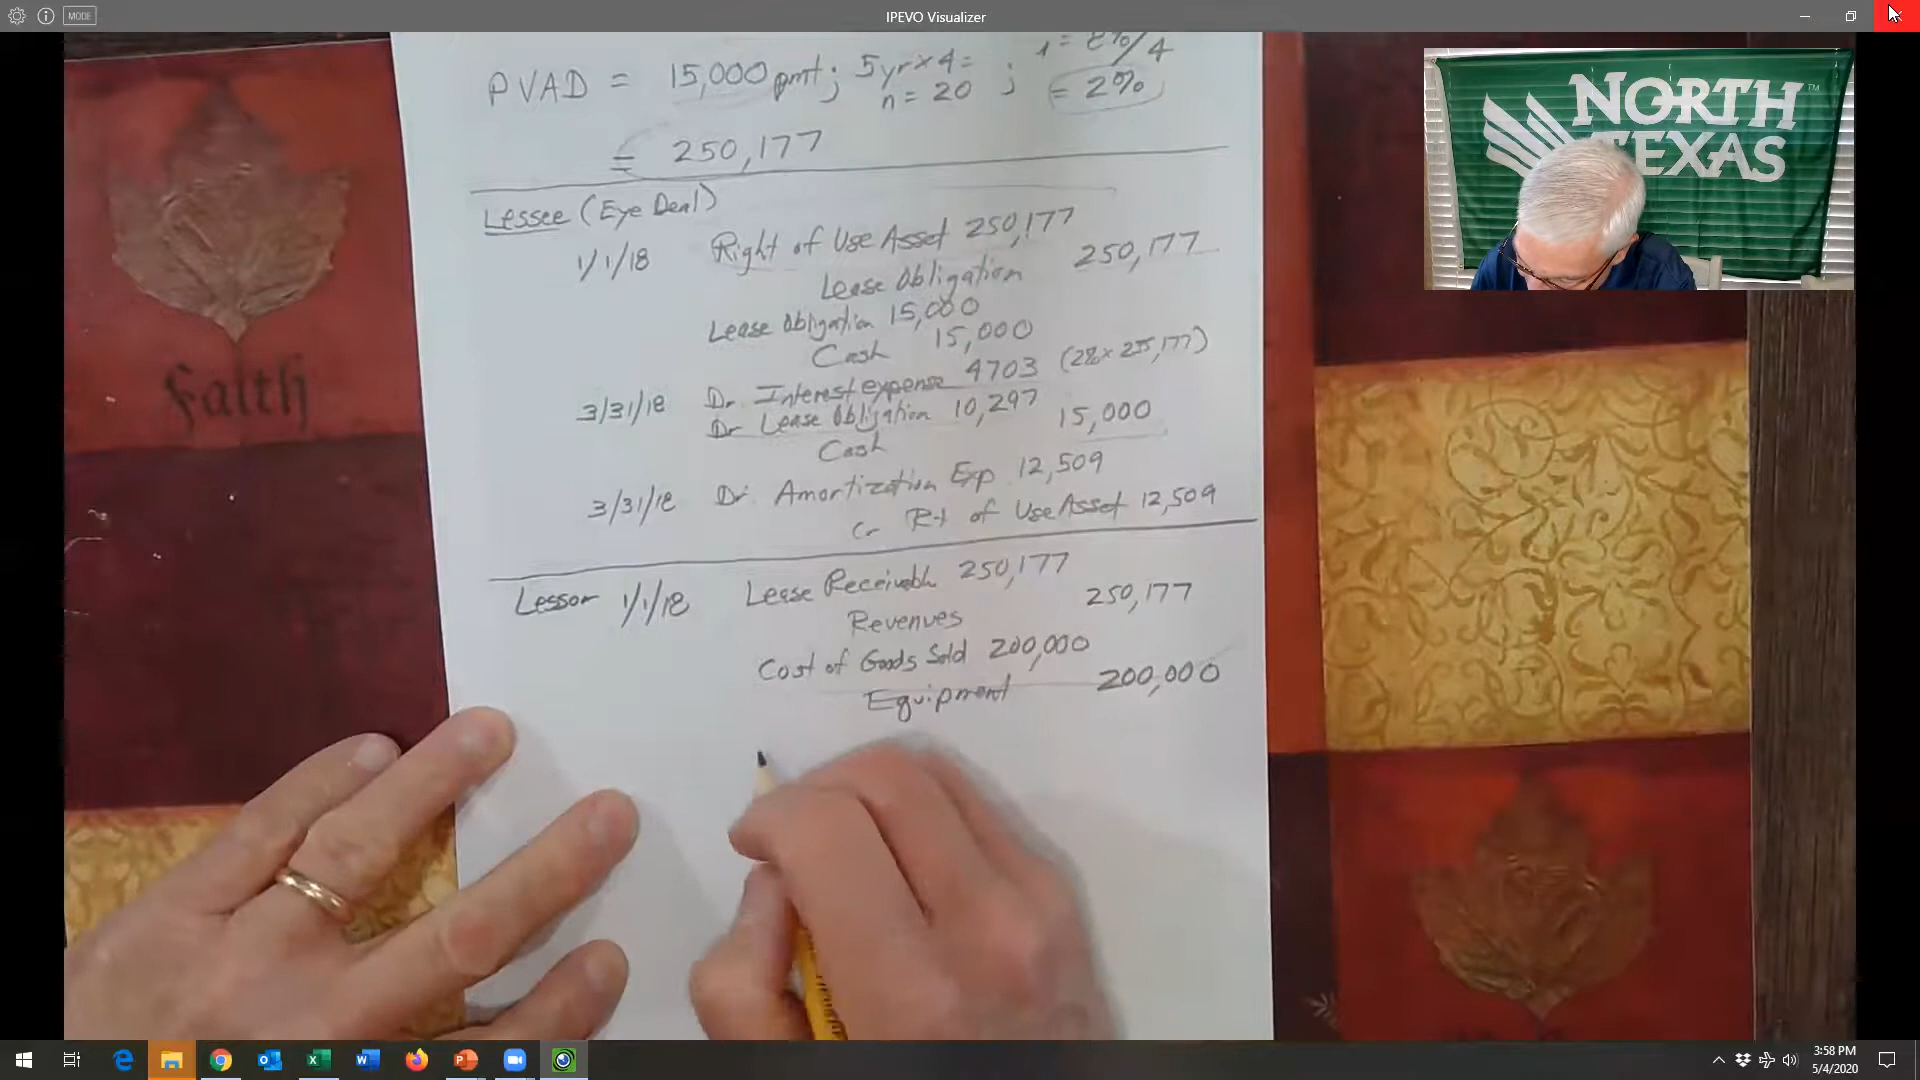 IPEVO Visualizer
MODE
i = 8%/4
PVAD = 15,000 pmt; 5yr x 4 = n = 20 ; = 2%
= 250,177
NORTH TEXAS
TM
Lessee (Eye Deal)
1/1/18 Right of Use Asset 250,177
Lease Obligation 250,177
Lease Obligation 15,000
Cash 15,000
3/31/18 Dr. Interest expense 4703 (2% x 235,177)
Dr Lease Obligation 10,297
Cash 15,000
3/31/18 Dr. Amortization Exp 12,509
Cr Rt of Use Asset 12,509
Lessor 1/1/18 Lease Receivable 250,177
Revenues 250,177
Cost of Goods Sold 200,000
Equipment 200,000
Faith
3:58 PM
5/4/2020